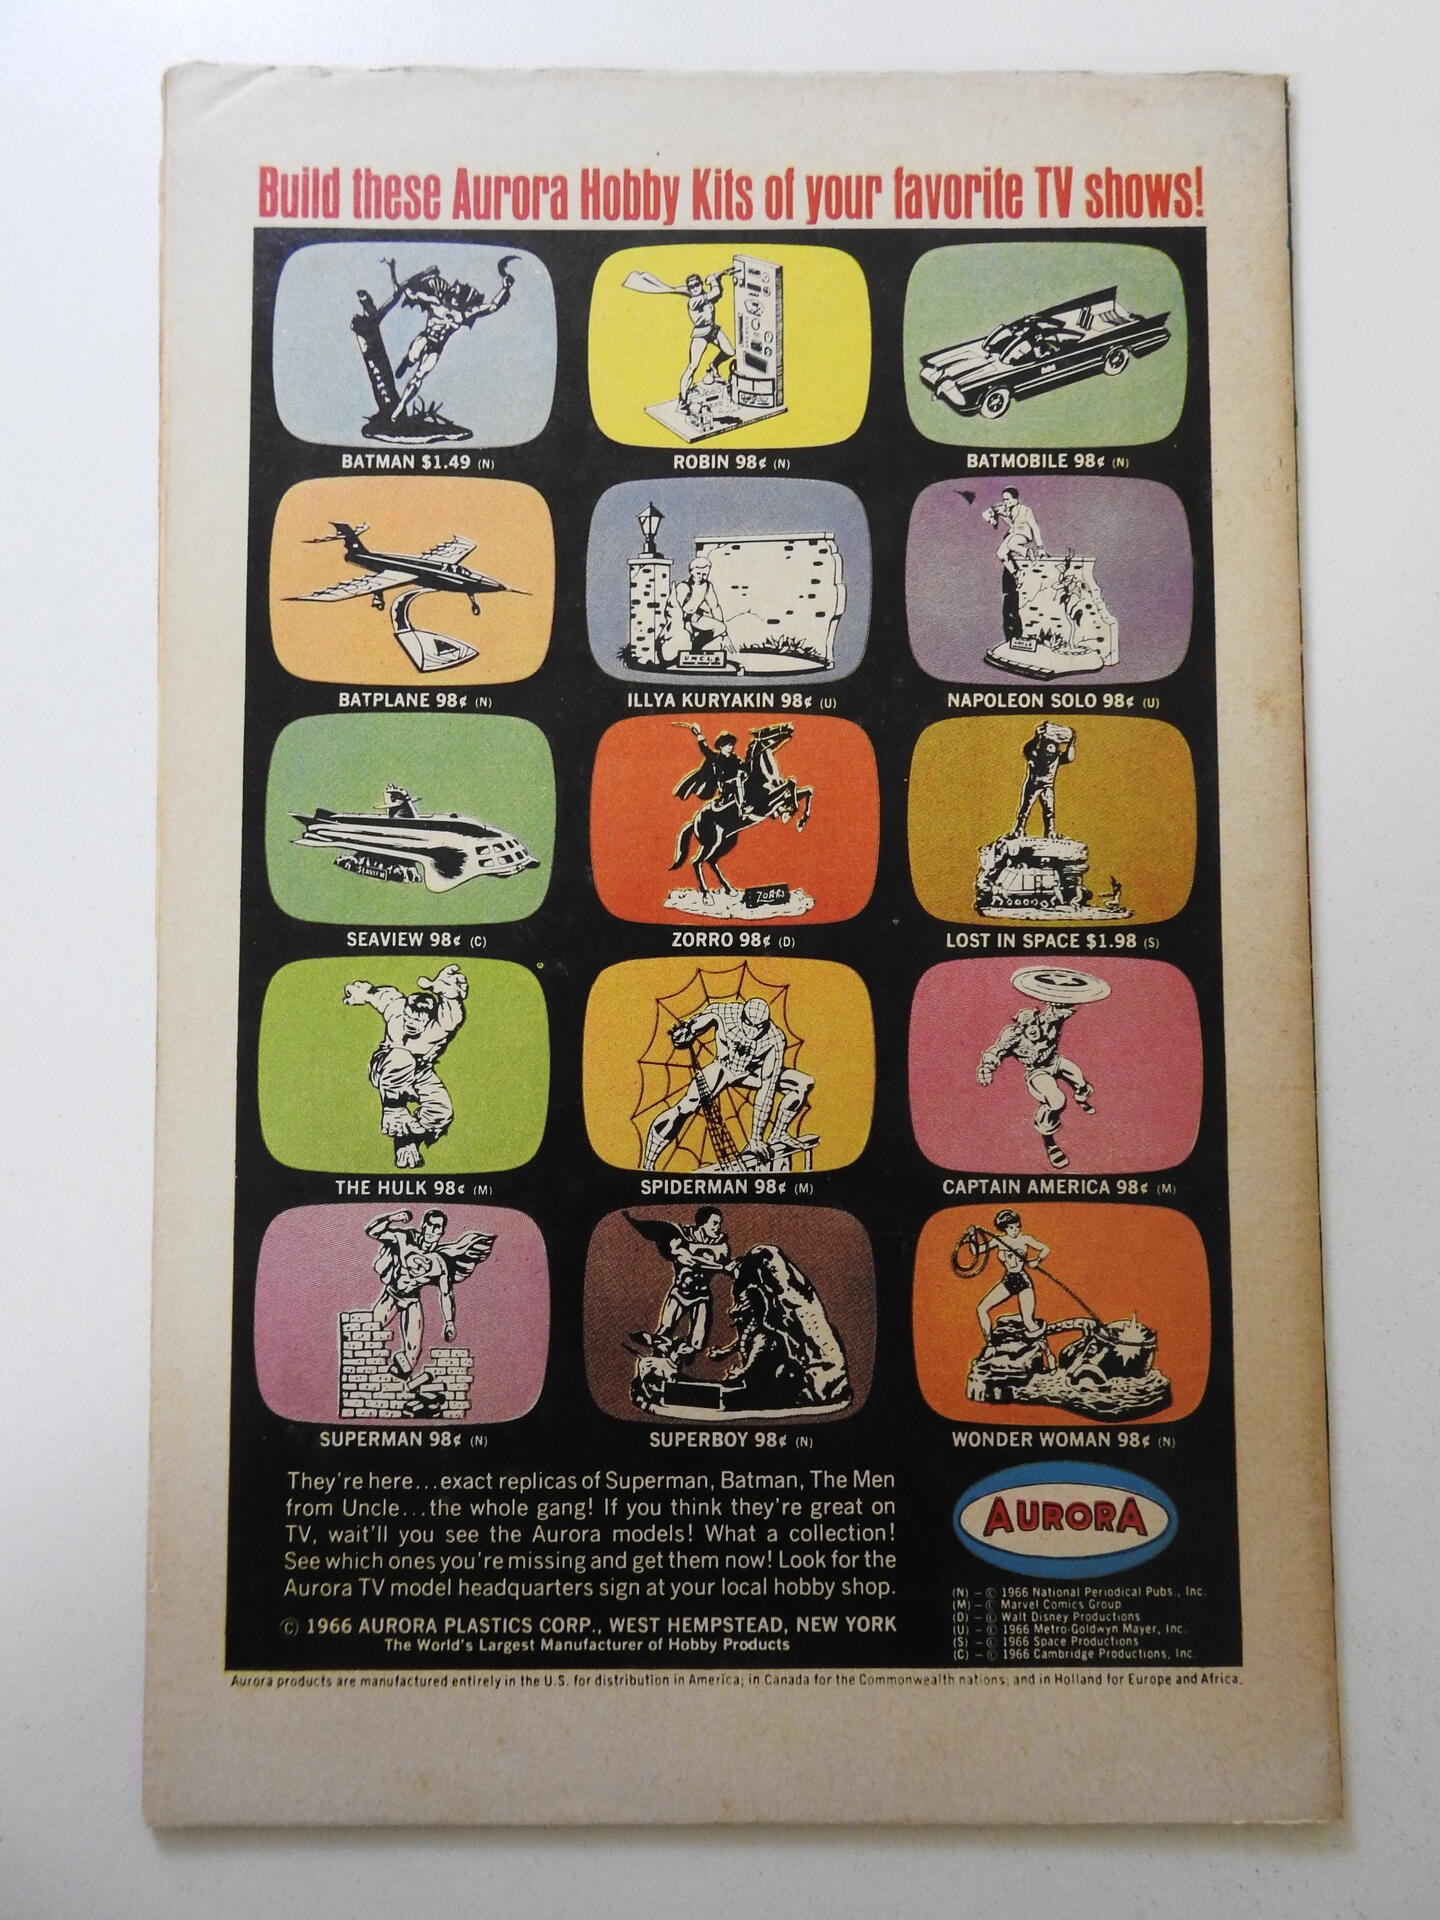 Build these Aurora Hobby Kits of your favorite TV shows!
BATMAN $1.49 (N)
ROBIN 98¢ (N)
BATMOBILE 98¢ (N)
UNCLE
UNCLE
BATPLANE 98¢ (N)
ILLYA KURYAKIN 98¢ (U)
NAPOLEON SOLO 98¢ (U)
SEAVIEW
ZORRO
SEAVIEW 98¢ (C)
ZORRO 98¢ (D)
LOST IN SPACE $1.98 (S)
THE HULK 98¢ (M)
SPIDERMAN 98¢ (M)
CAPTAIN AMERICA 98¢ (M)
S
SUPERMAN 98¢ (N)
SUPERBOY 98¢ (N)
WONDER WOMAN 98¢ (N)
They're here...exact replicas of Superman, Batman, The Men
from Uncle...the whole gang! If you think they're great on
TV, wait'll you see the Aurora models! What a collection!
See which ones you're missing and get them now! Look for the
Aurora TV model headquarters sign at your local hobby shop.
© 1966 AURORA PLASTICS CORP., WEST HEMPSTEAD, NEW YORK
The World's Largest Manufacturer of Hobby Products
AURORA
(N) – © 1966 National Periodical Pubs., Inc.
(M) – © Marvel Comics Group
(D) – © Walt Disney Productions
(U) – © 1966 Metro-Goldwyn Mayer, Inc.
(S) – © 1966 Space Productions
(C) – © 1966 Cambridge Productions, Inc.
Aurora products are manufactured entirely in the U.S. for distribution in America; in Canada for the Commonwealth nations; and in Holland for Europe and Africa.